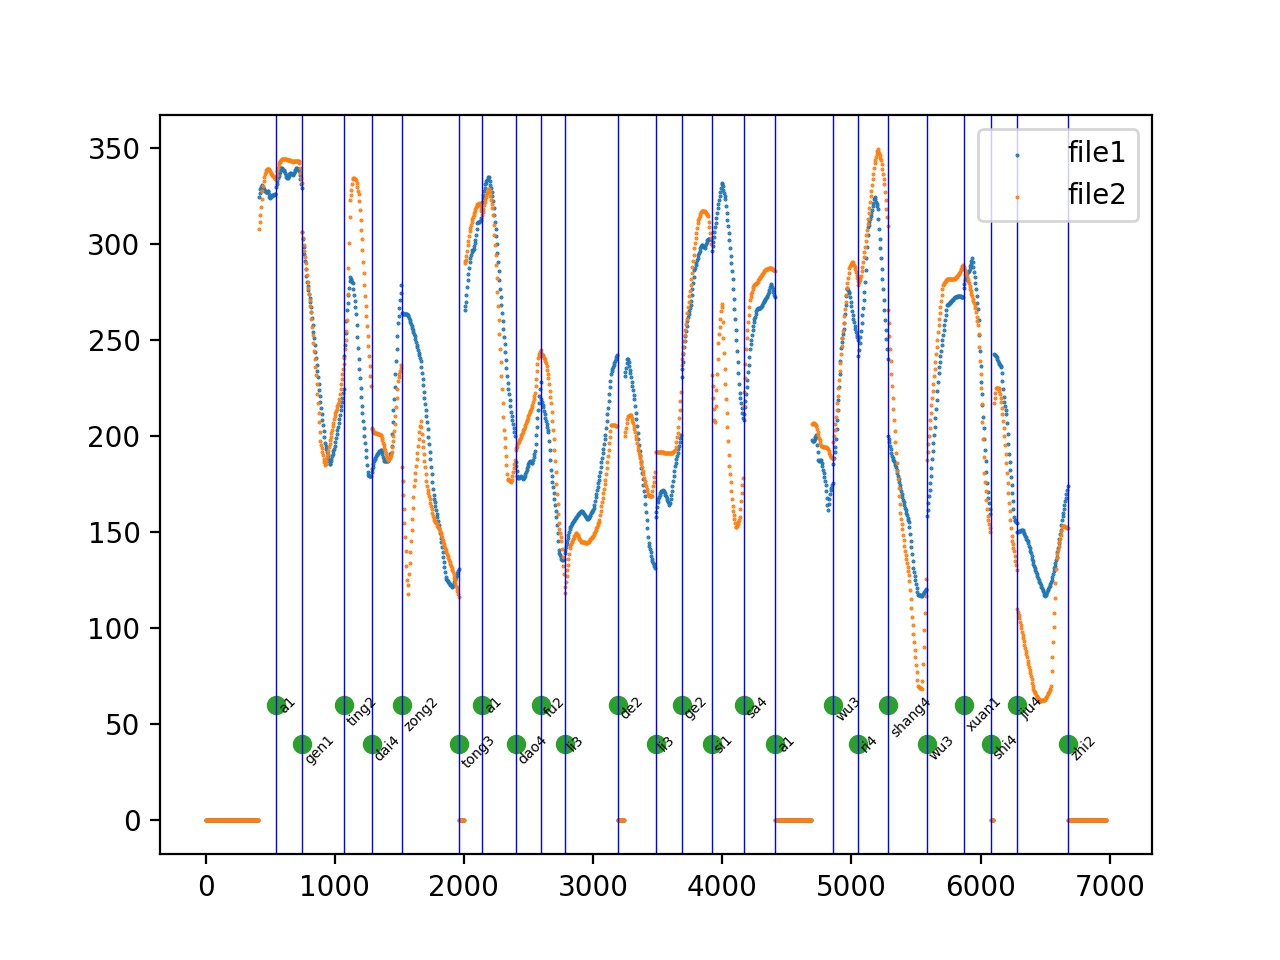 file1
file2
350
300
250
200
150
100
50
0
a1
gen1
ting2
dai4
zong2
tong3
a1
dao4
fu2
li3
de2
li3
ge2
si1
sa4
a1
wu3
ri4
shang4
wu3
xuan1
shi4
jiu4
zhi2
0 1000 2000 3000 4000 5000 6000 7000